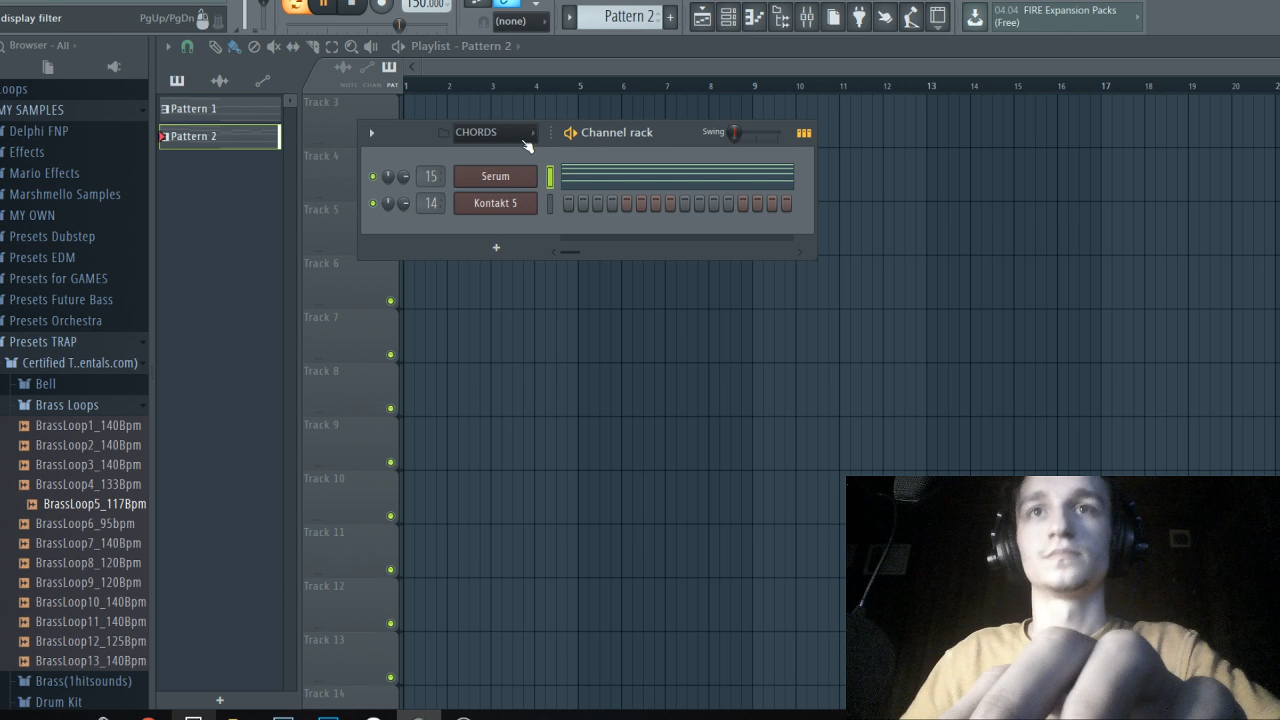 display filter
PgUp/PgDn
150.000
(none)
Pattern 2
+
04.04 FIRE Expansion Packs
(Free)
Browser - All
Playlist - Pattern 2
NOTE CHAN PAT
1 2 3 4 5 6 7 8 9 10 11 12 13 14 15 16 17 18 19 20
oops
MY SAMPLES
Delphi FNP
Effects
Mario Effects
Marshmello Samples
MY OWN
Presets Dubstep
Presets EDM
Presets for GAMES
Presets Future Bass
Presets Orchestra
Presets TRAP
Certified T..entals.com)
Bell
Brass Loops
BrassLoop1_140Bpm
BrassLoop2_140Bpm
BrassLoop3_140Bpm
BrassLoop4_133Bpm
BrassLoop5_117Bpm
BrassLoop6_95bpm
BrassLoop7_140Bpm
BrassLoop8_120Bpm
BrassLoop9_120Bpm
BrassLoop10_140Bpm
BrassLoop11_140Bpm
BrassLoop12_125Bpm
BrassLoop13_140Bpm
Brass(1hitsounds)
Drum Kit
Pattern 1
Pattern 2
+
Track 3
Track 4
Track 5
Track 6
Track 7
Track 8
Track 9
Track 10
Track 11
Track 12
Track 13
Track 14
CHORDS
Channel rack
Swing
15
Serum
14
Kontakt 5
+